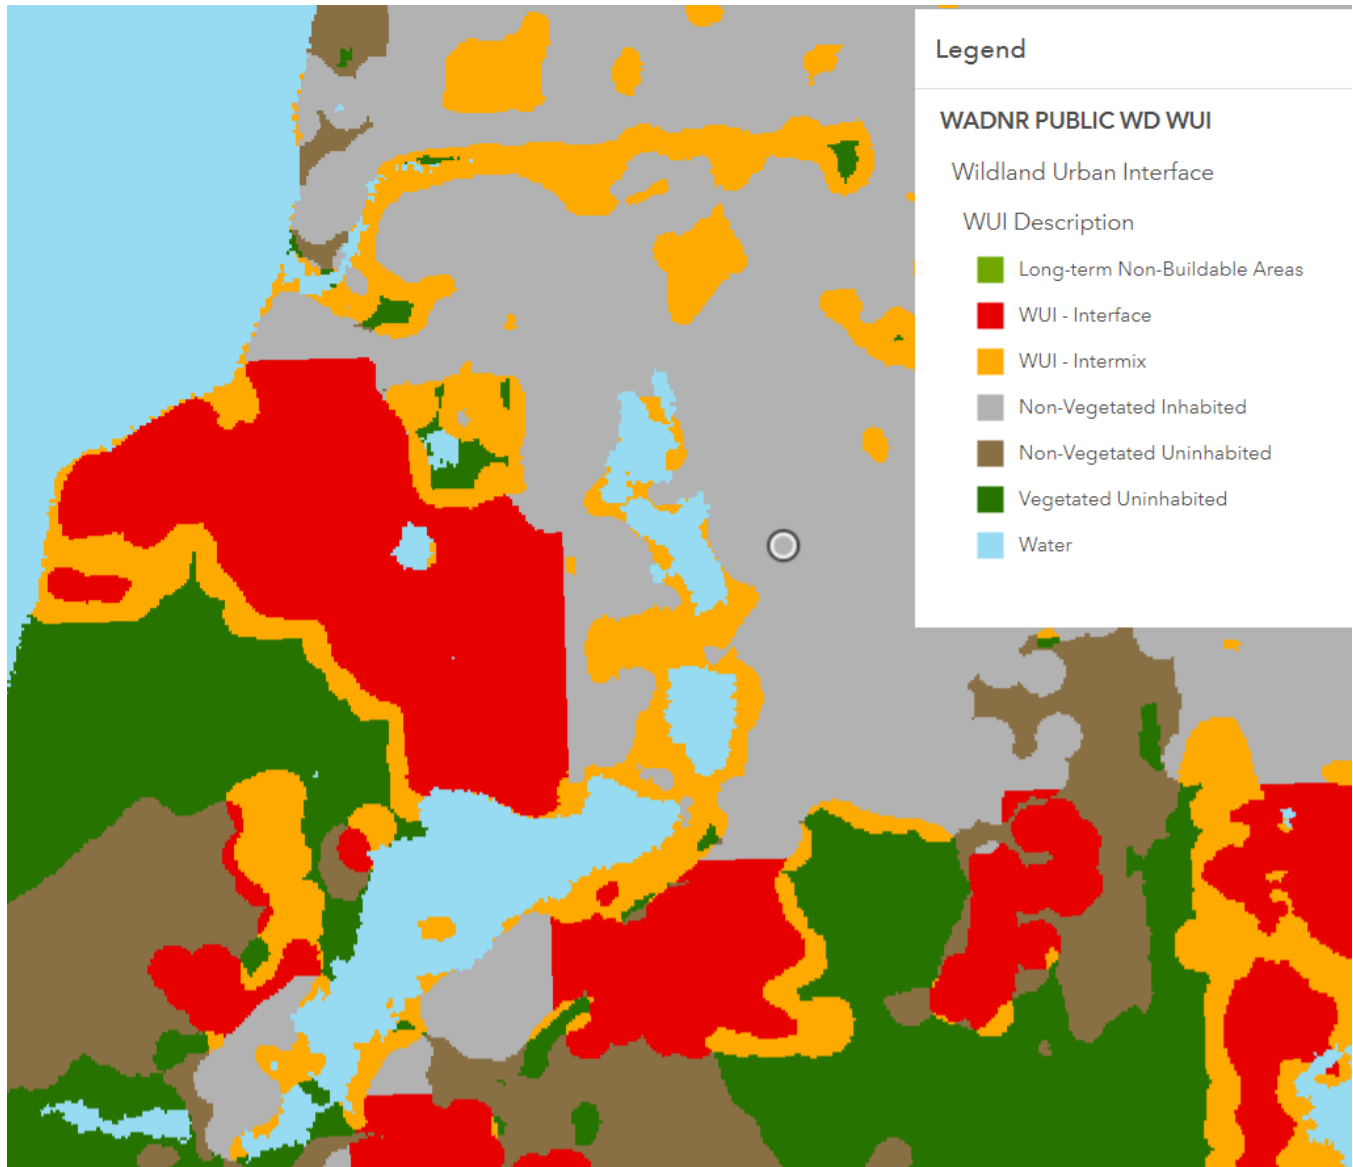 Legend
WADNR PUBLIC WD WUI
Wildland Urban Interface
WUI Description
Long-term Non-Buildable Areas
WUI - Interface
WUI - Intermix
Non-Vegetated Inhabited
Non-Vegetated Uninhabited
Vegetated Uninhabited
Water